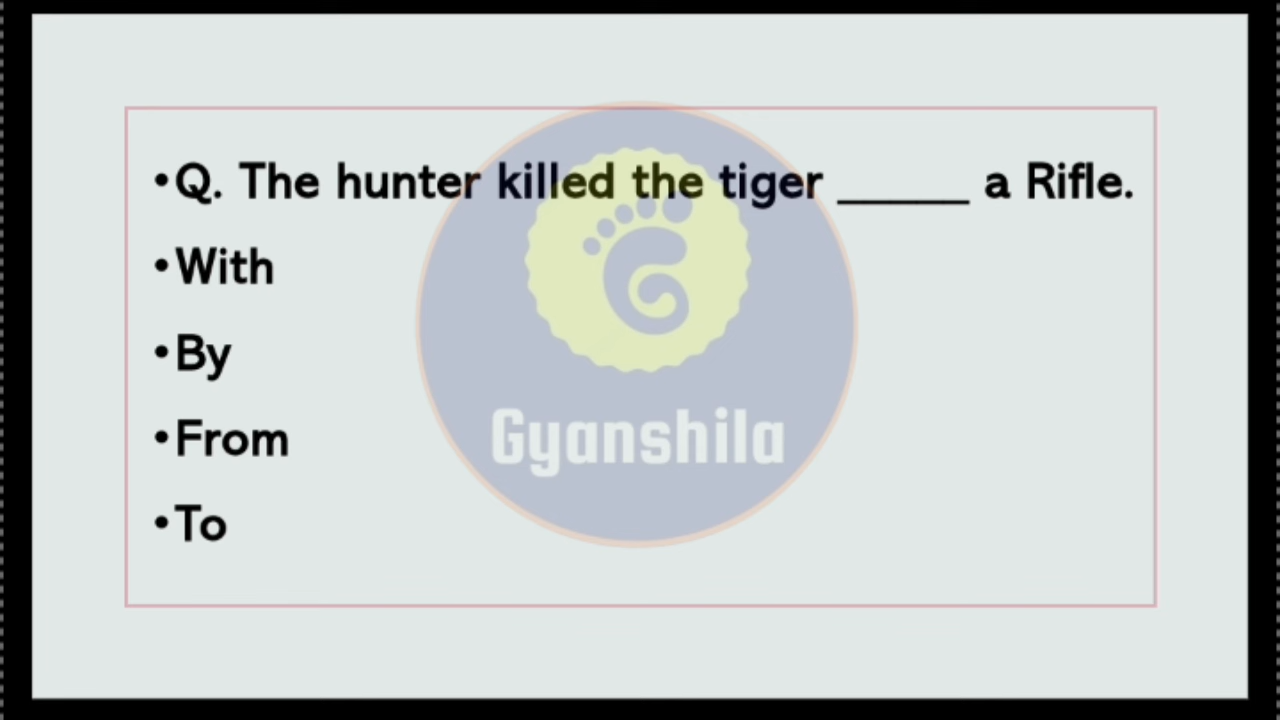 •Q. The hunter killed the tiger ______ a Rifle.
•With
•By
•From
•To
Gyanshila